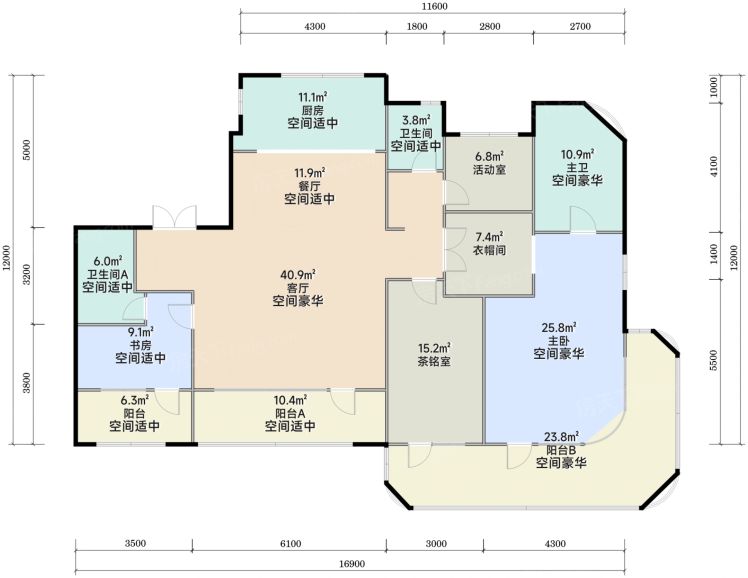 11600
4300
1800
2800
2700
11.1㎡
厨房
空间适中
3.8㎡
卫生间
空间适中
6.8㎡
活动室
10.9㎡
主卫
空间豪华
11.9㎡
餐厅
空间适中
7.4㎡
衣帽间
6.0㎡
卫生间A
空间适中
40.9㎡
客厅
空间豪华
9.1㎡
书房
空间适中
15.2㎡
茶铭室
25.8㎡
主卧
空间豪华
6.3㎡
阳台
空间适中
10.4㎡
阳台A
空间适中
23.8㎡
阳台B
空间豪华
12000
5000
3200
3800
1000
4100
1400
5500
12000
3500
6100
3000
4300
16900